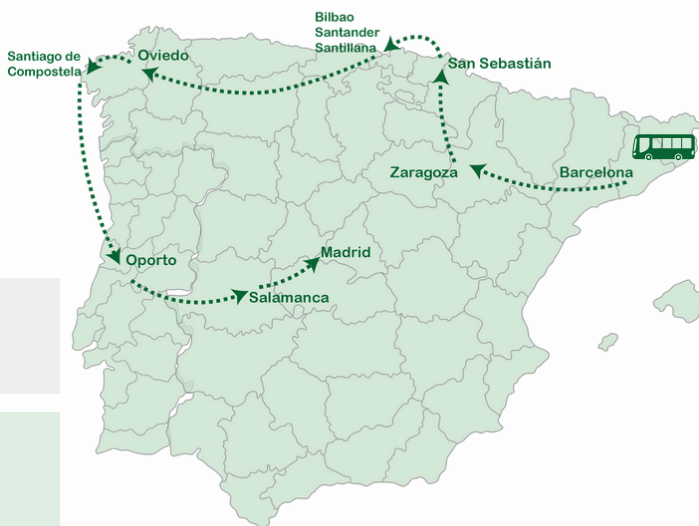 Bilbao
Santander
Santillana
Santiago de
Compostela
Oviedo
San Sebastián
Zaragoza
Barcelona
Oporto
Madrid
Salamanca